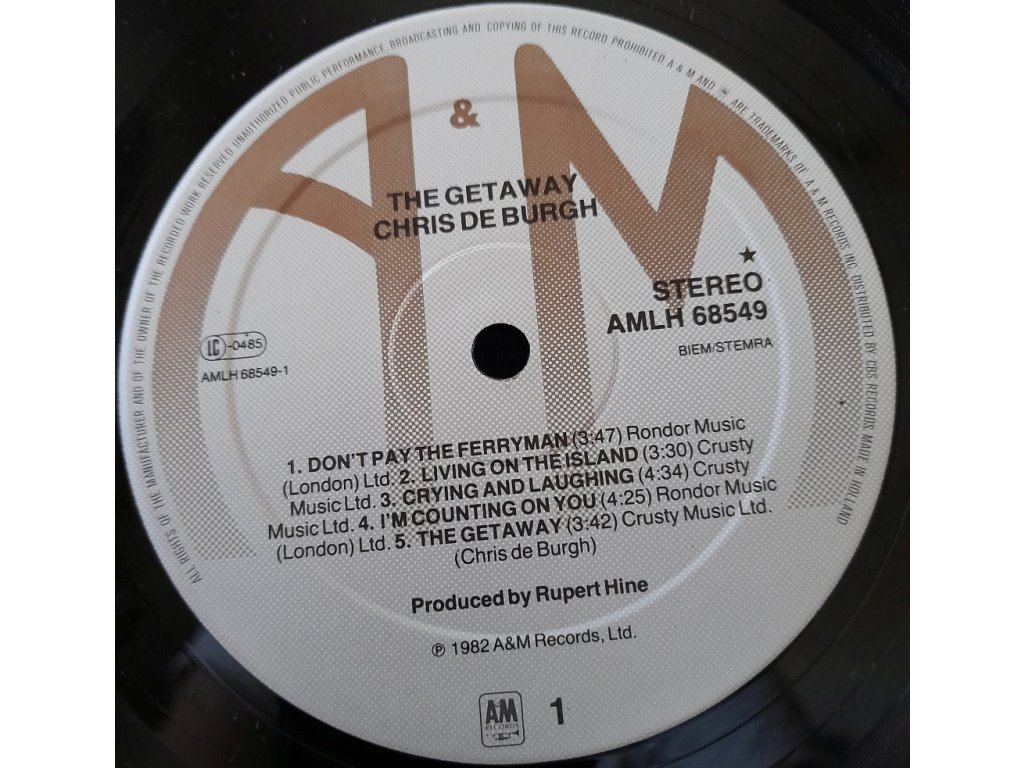 ALL RIGHTS OF THE MANUFACTURER AND OF THE OWNER OF THE RECORDED WORK RESERVED UNAUTHORIZED PUBLIC PERFORMANCE, BROADCASTING AND COPYING OF THIS RECORD PROHIBITED. A & M AND ™ ARE TRADEMARKS OF A & M RECORDS INC. DISTRIBUTED BY CBS RECORDS MADE IN HOLLAND
&
THE GETAWAY
CHRIS DE BURGH
★
STEREO
AMLH 68549
BIEM/STEMRA
LC -0485
AMLH 68549-1
1. DON'T PAY THE FERRYMAN (3:47) Rondor Music
(London) Ltd. 2. LIVING ON THE ISLAND (3:30) Crusty
Music Ltd. 3. CRYING AND LAUGHING (4:34) Crusty
Music Ltd. 4. I'M COUNTING ON YOU (4:25) Rondor Music
(London) Ltd. 5. THE GETAWAY (3:42) Crusty Music Ltd.
(Chris de Burgh)
Produced by Rupert Hine
℗ 1982 A&M Records, Ltd.
AM
RECORDS
1